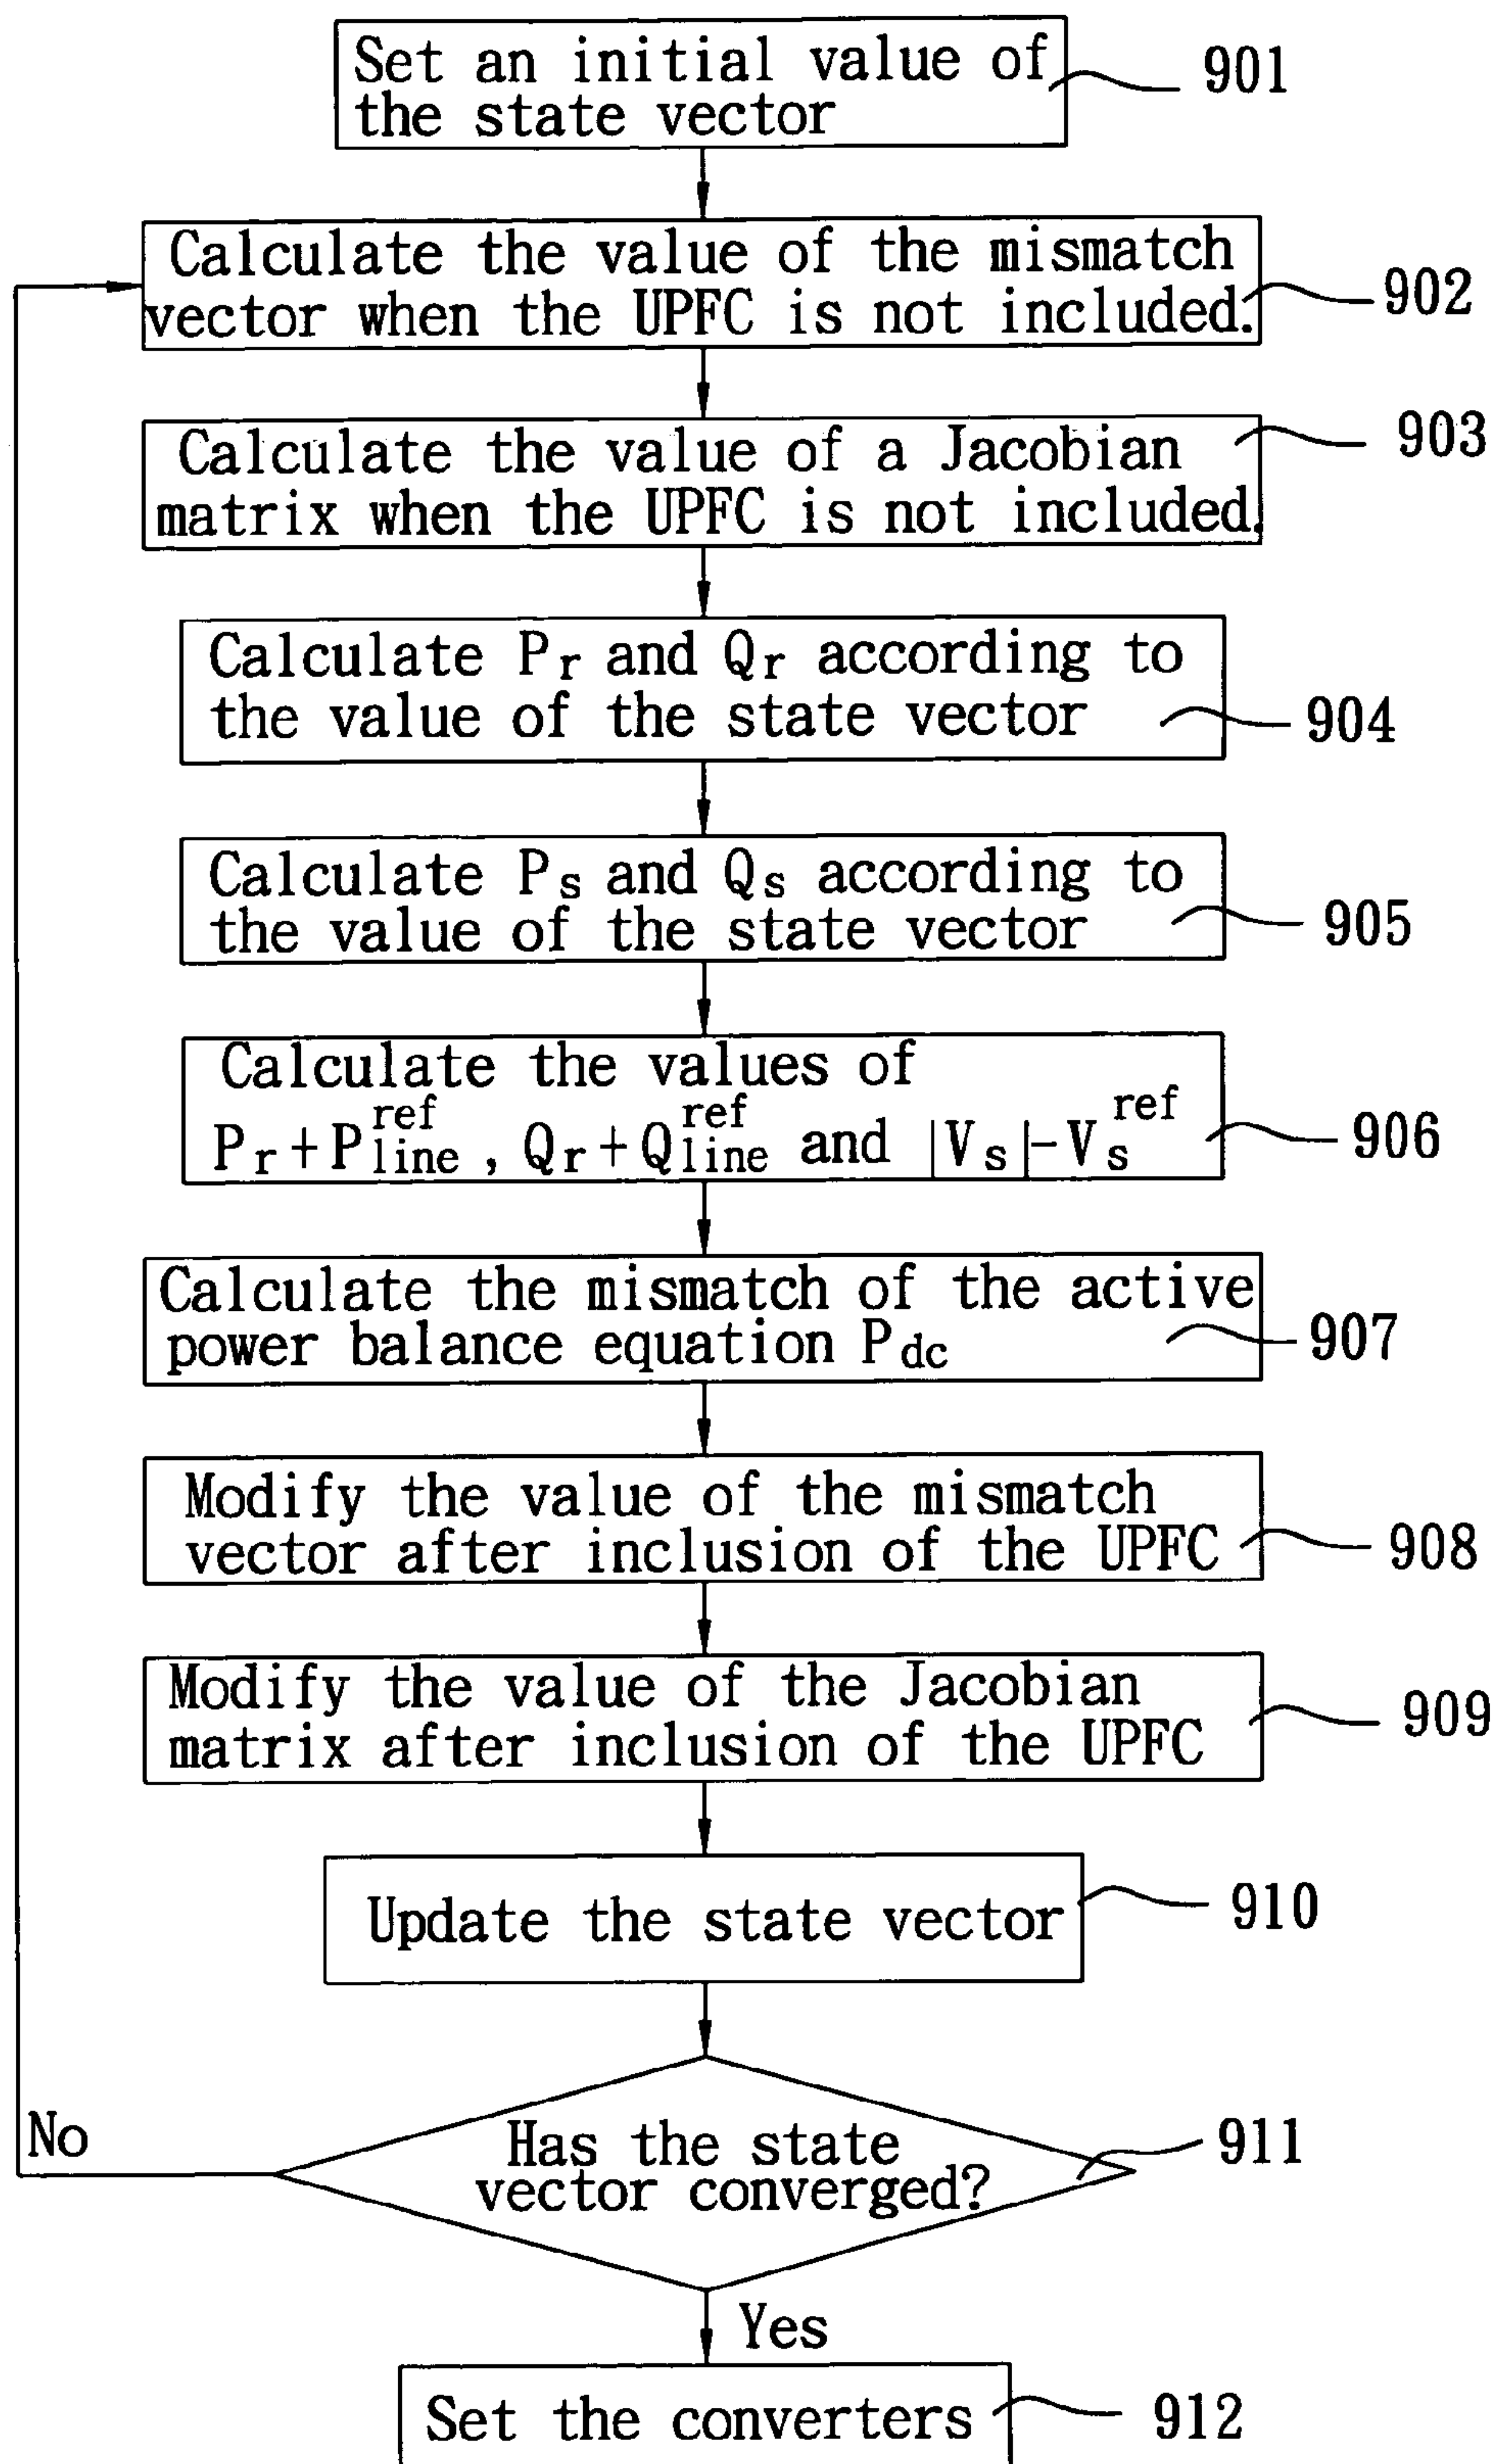 Set an initial value of
the state vector
901
Calculate the value of the mismatch
vector when the UPFC is not included.
902
Calculate the value of a Jacobian
matrix when the UPFC is not included.
903
Calculate Pr and Qr according to
the value of the state vector
904
Calculate Ps and Qs according to
the value of the state vector
905
Calculate the values of
P_r + P_line^ref , Q_r + Q_line^ref and |V_s| - V_s^ref
906
Calculate the mismatch of the active
power balance equation Pdc
907
Modify the value of the mismatch
vector after inclusion of the UPFC
908
Modify the value of the Jacobian
matrix after inclusion of the UPFC
909
Update the state vector
910
Has the state
vector converged?
911
No
Yes
Set the converters
912